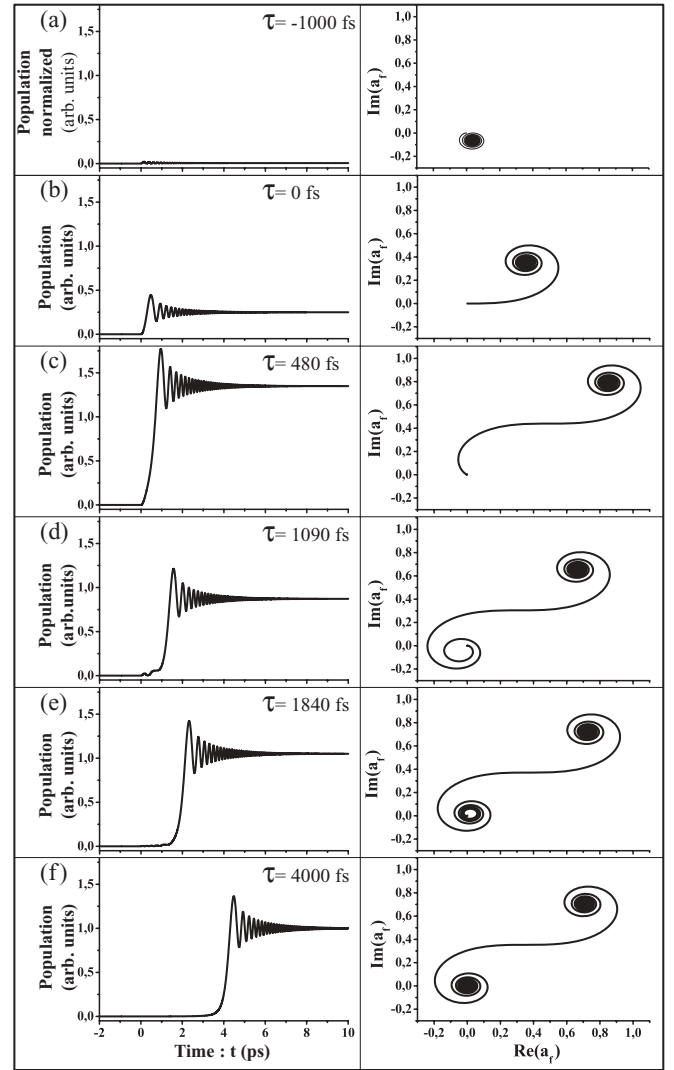 (a)
τ= -1000 fs
Population
normalized
(arb. units)
1,5
1,0
0,5
0,0
Im(a_f)
1,0
0,8
0,6
0,4
0,2
0,0
-0,2
(b)
τ= 0 fs
Population
(arb. units)
1,5
1,0
0,5
0,0
Im(a_f)
1,0
0,8
0,6
0,4
0,2
0,0
-0,2
(c)
τ= 480 fs
Population
(arb. units)
1,5
1,0
0,5
0,0
Im(a_f)
1,0
0,8
0,6
0,4
0,2
0,0
-0,2
(d)
τ= 1090 fs
Population
(arb.units)
1,5
1,0
0,5
0,0
Im(a_f)
1,0
0,8
0,6
0,4
0,2
0,0
-0,2
(e)
τ= 1840 fs
Population
(arb. units)
1,5
1,0
0,5
0,0
Im(a_f)
1,0
0,8
0,6
0,4
0,2
0,0
-0,2
(f)
τ= 4000 fs
Population
(arb. units)
1,5
1,0
0,5
0,0
-2 0 2 4 6 8 10
Time : t (ps)
Im(a_f)
1,0
0,8
0,6
0,4
0,2
0,0
-0,2
0,0 0,2 0,4 0,6 0,8 1,0
Re(a_f)